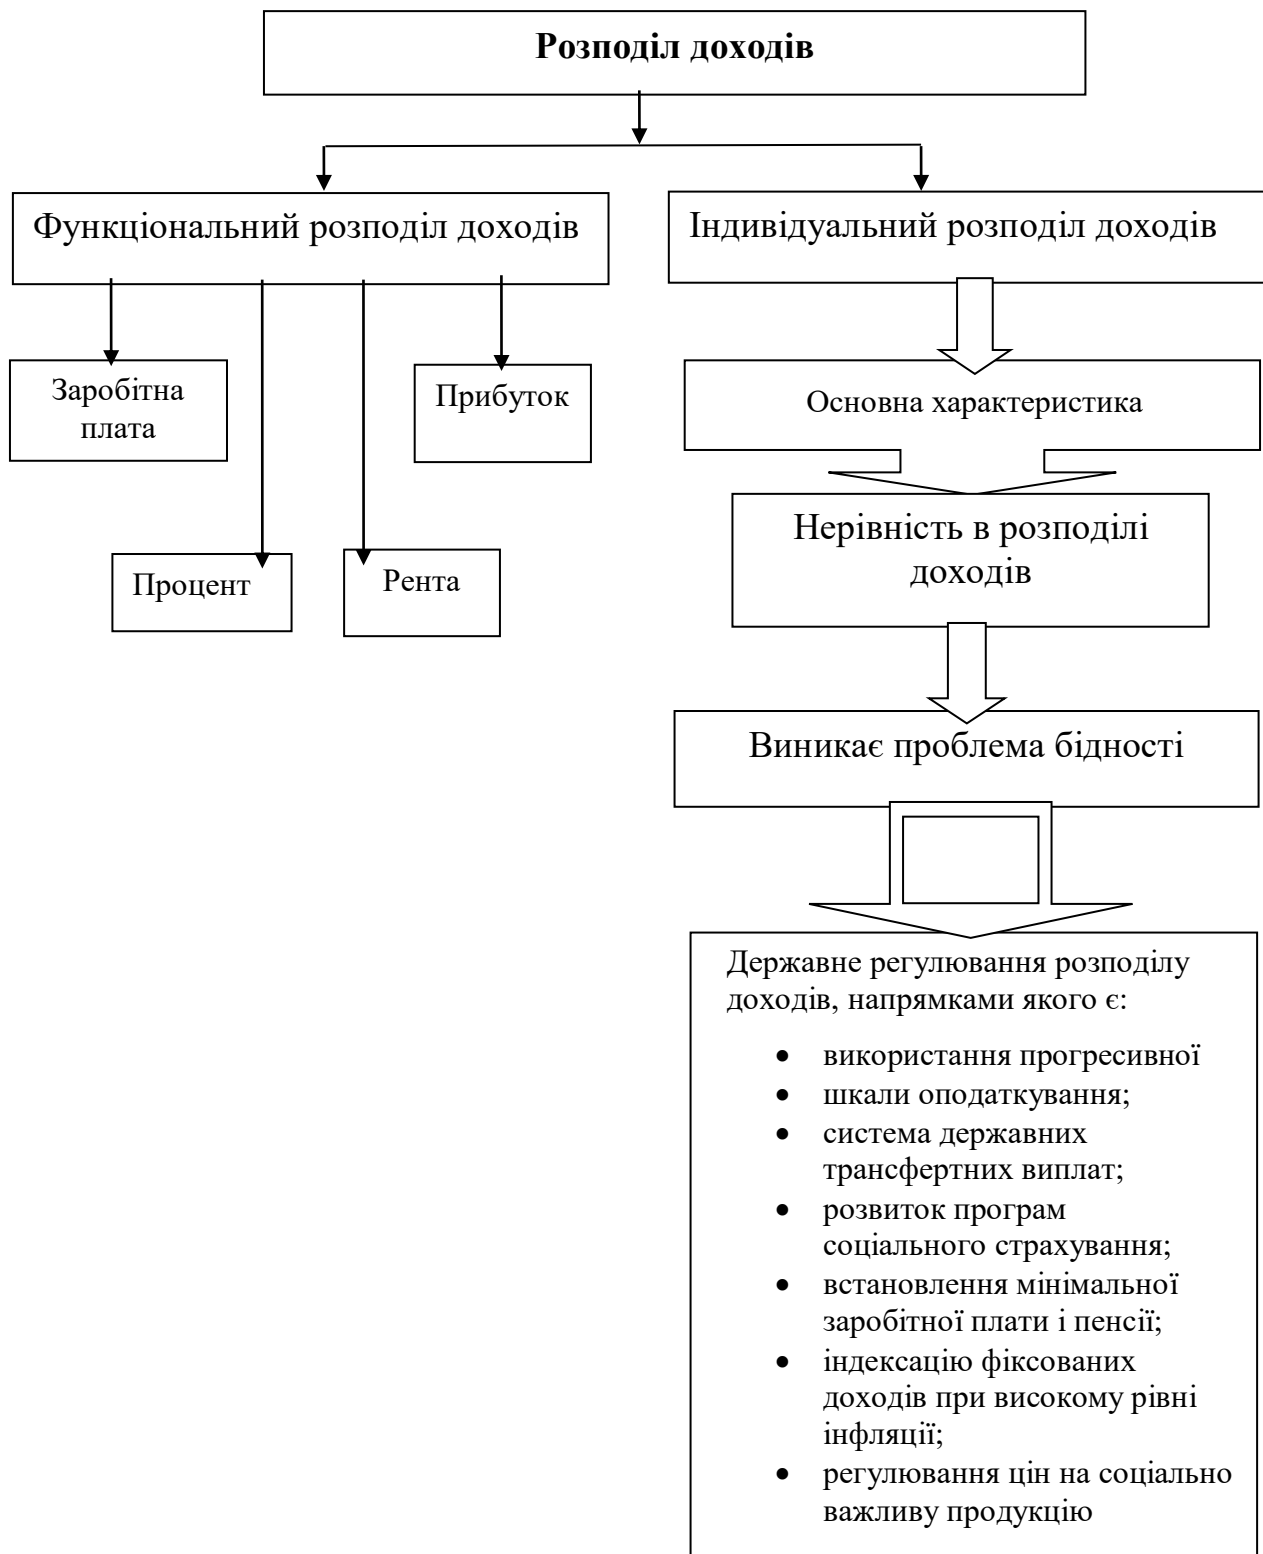 Розподіл доходів
Функціональний розподіл доходів
Індивідуальний розподіл доходів
Заробітна
плата
Прибуток
Процент
Рента
Основна характеристика
Нерівність в розподілі
доходів
Виникає проблема бідності
Державне регулювання розподілу
доходів, напрямками якого є:
• використання прогресивної
• шкали оподаткування;
• система державних
трансфертних виплат;
• розвиток програм
соціального страхування;
• встановлення мінімальної
заробітної плати і пенсії;
• індексацію фіксованих
доходів при високому рівні
інфляції;
• регулювання цін на соціально
важливу продукцію